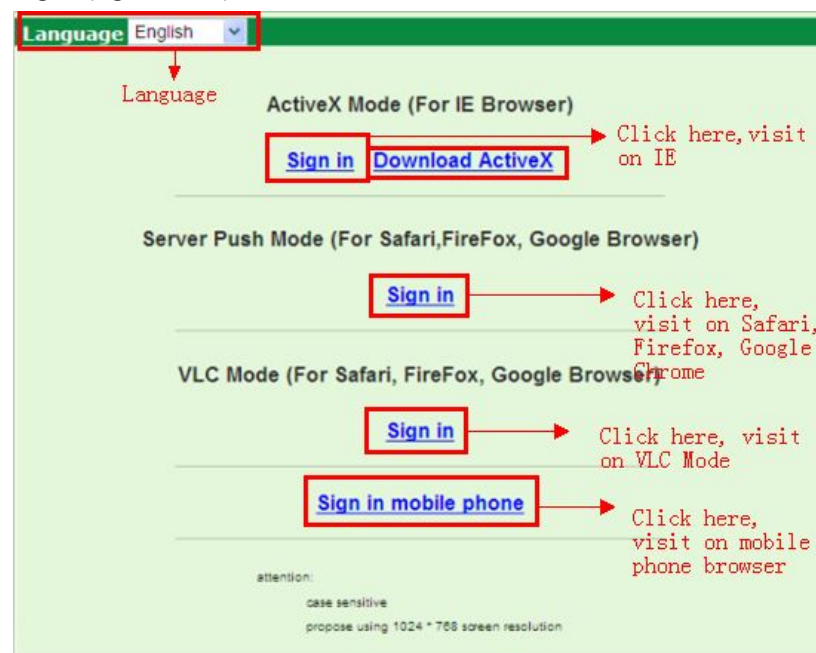 Language English
Language
ActiveX Mode (For IE Browser)
Sign in Download ActiveX
Click here, visit
on IE
Server Push Mode (For Safari,FireFox, Google Browser)
Sign in
Click here,
visit on Safari,
Firefox, Google
Chrome
VLC Mode (For Safari, FireFox, Google Browser)
Sign in
Click here, visit
on VLC Mode
Sign in mobile phone
Click here,
visit on mobile
phone browser
attention:
case sensitive
propose using 1024 * 768 screen resolution